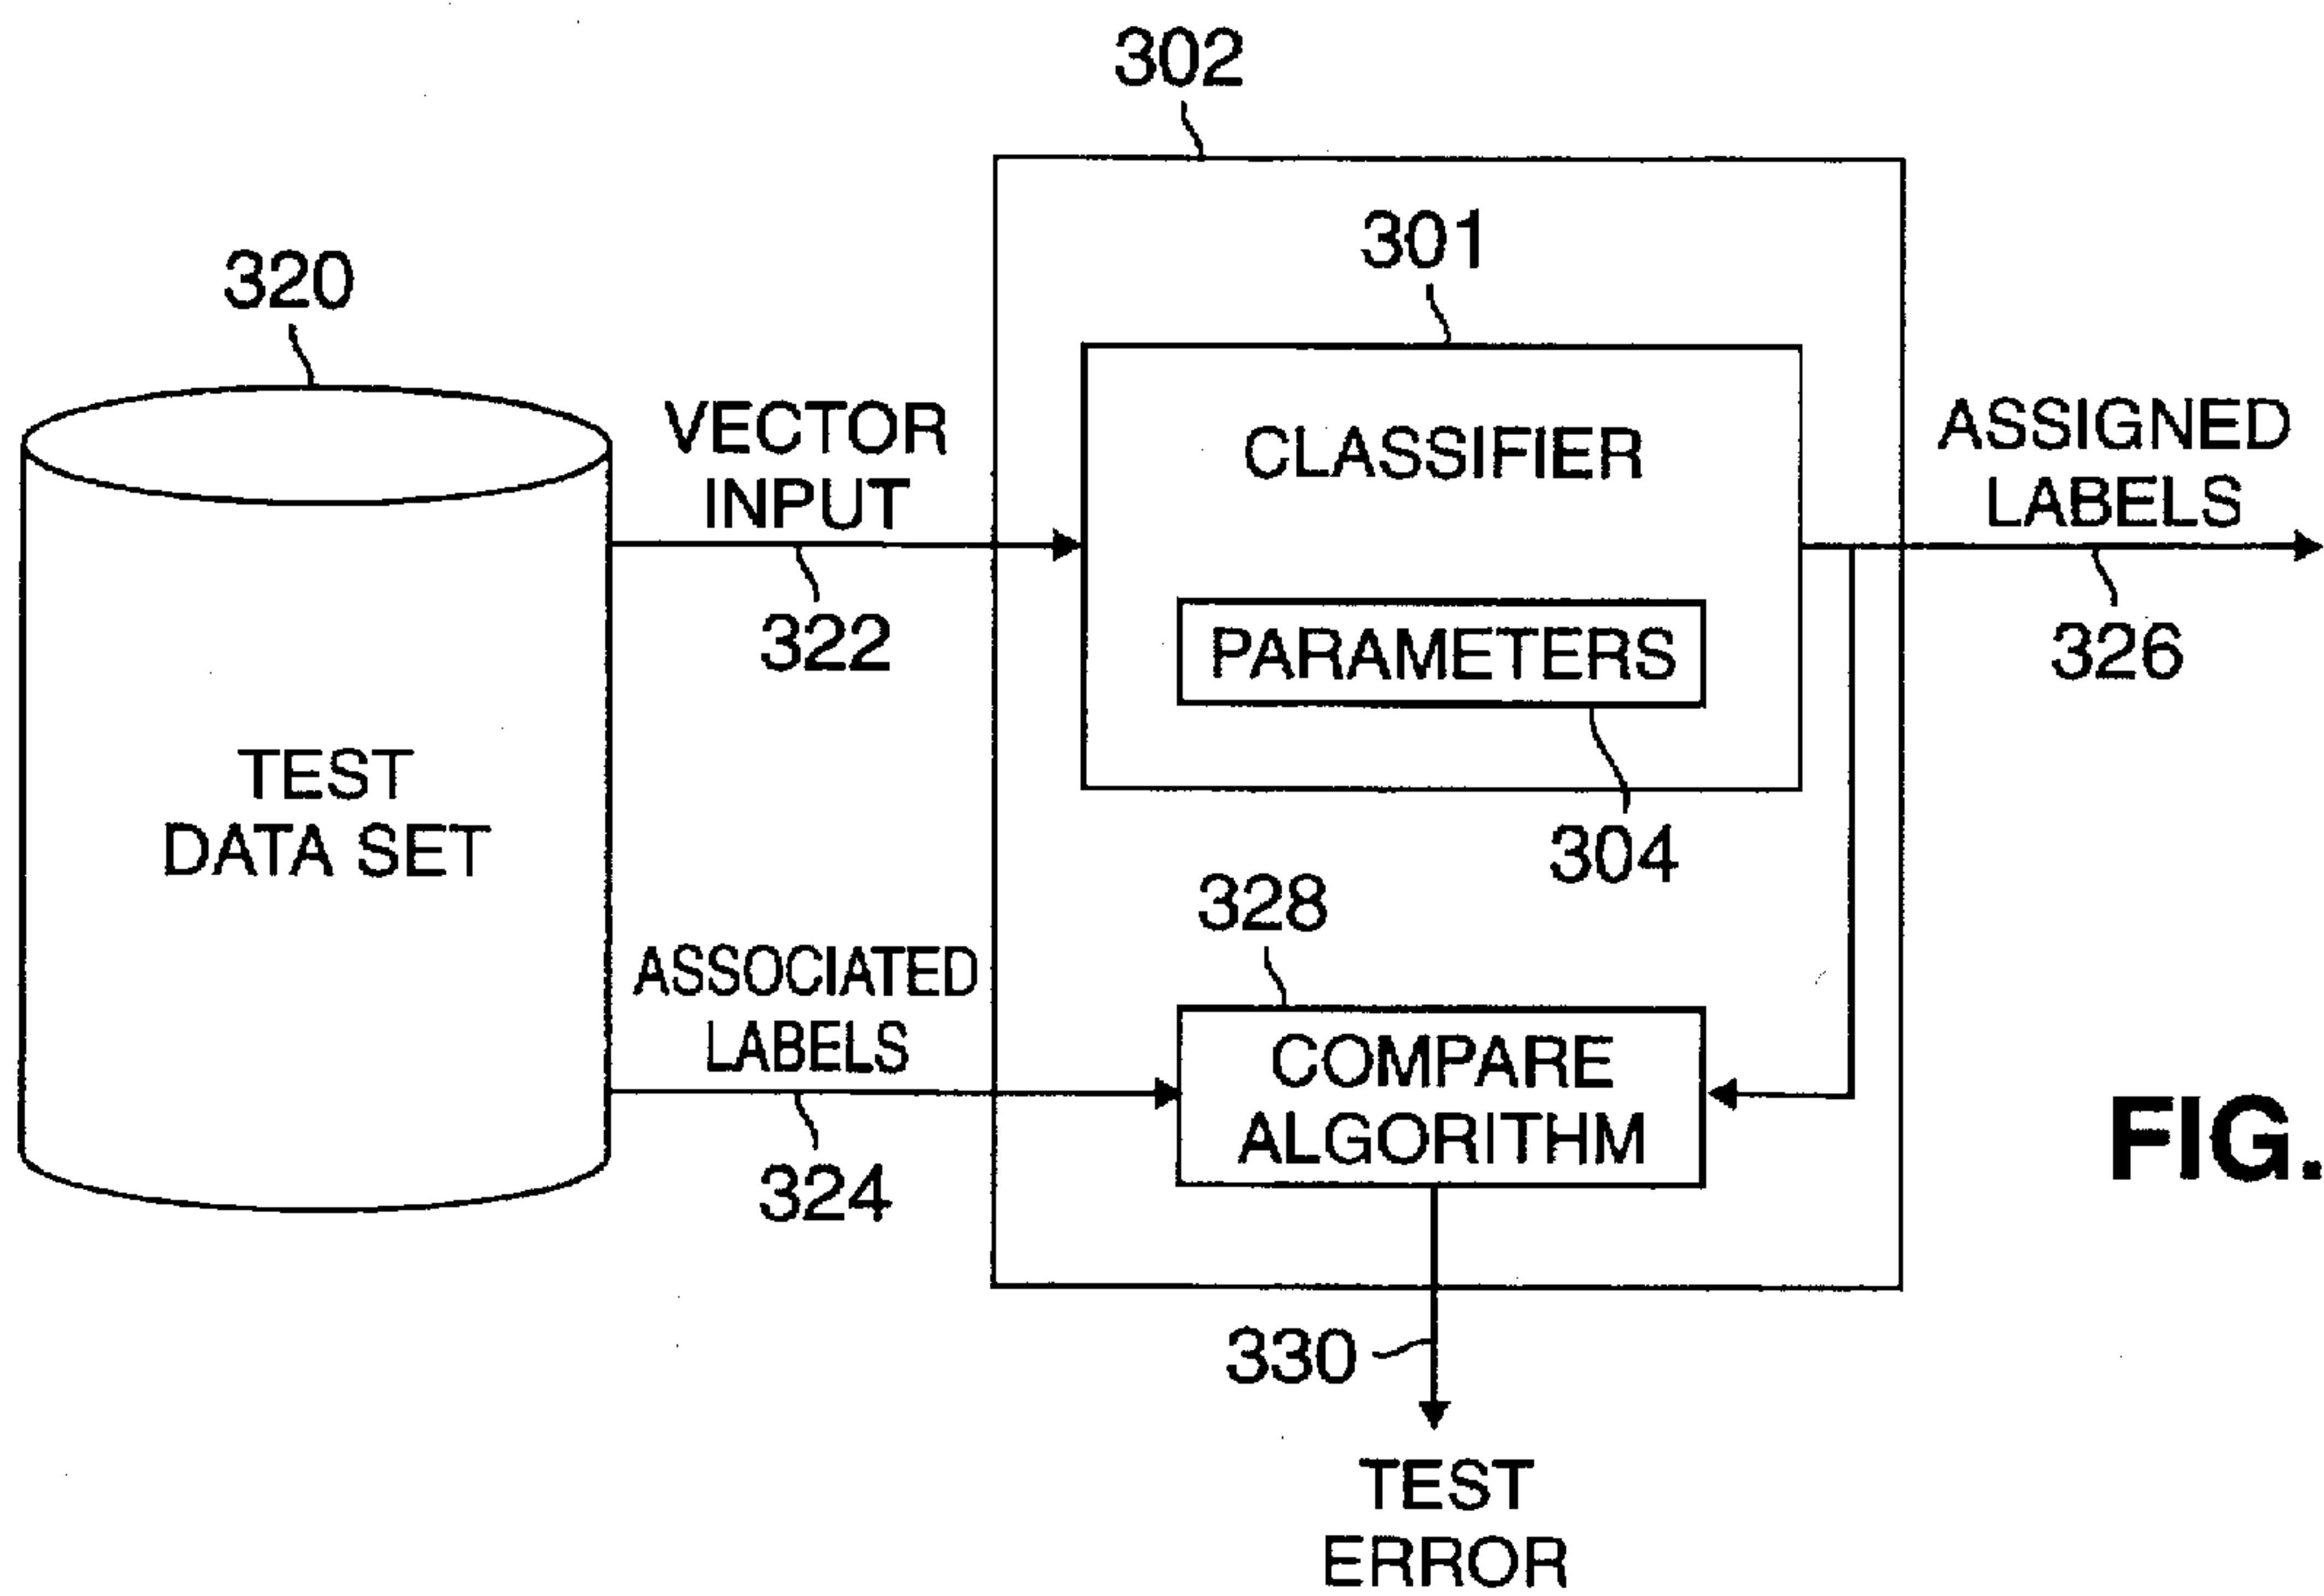 302
301
320
VECTOR
INPUT
CLASSIFIER
ASSIGNED
LABELS
322
PARAMETERS
326
TEST
DATA SET
304
328
ASSOCIATED
LABELS
COMPARE
ALGORITHM
324
FIG.
330
TEST
ERROR